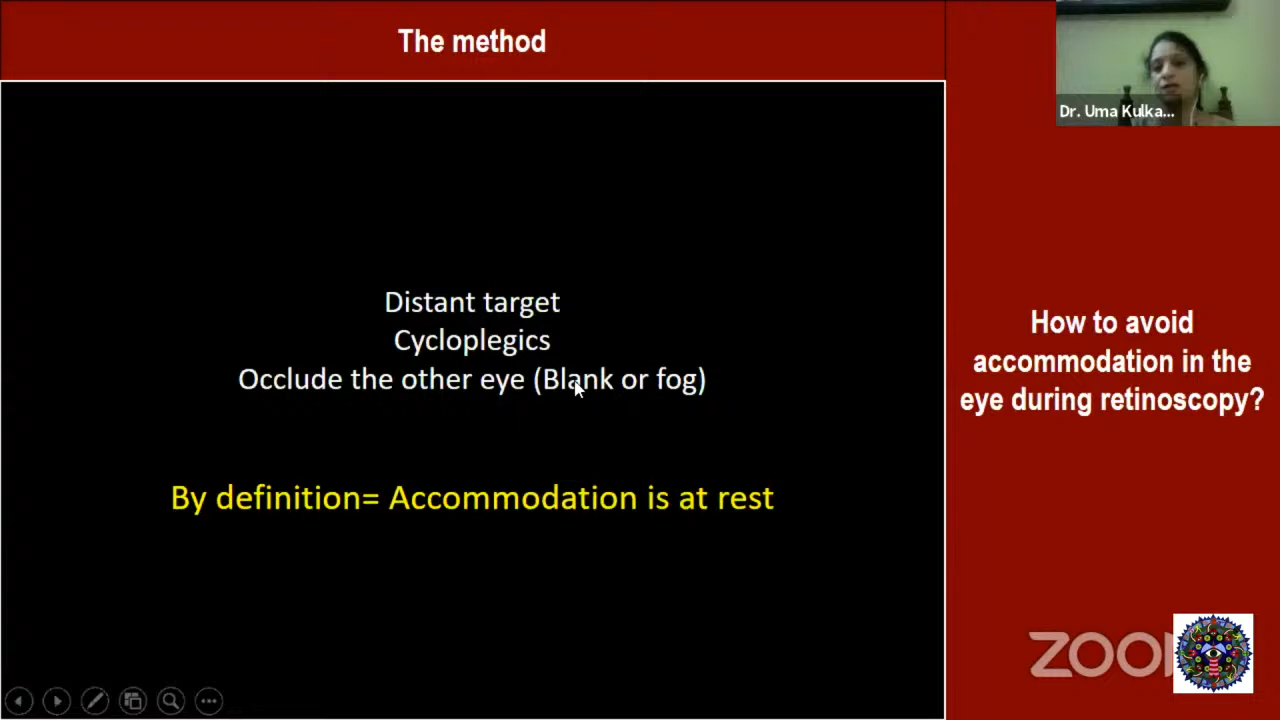 The method
Dr. Uma Kulka...
Distant target
Cycloplegics
Occlude the other eye (Blank or fog)
By definition= Accommodation is at rest
How to avoid
accommodation in the
eye during retinoscopy?
ZOO